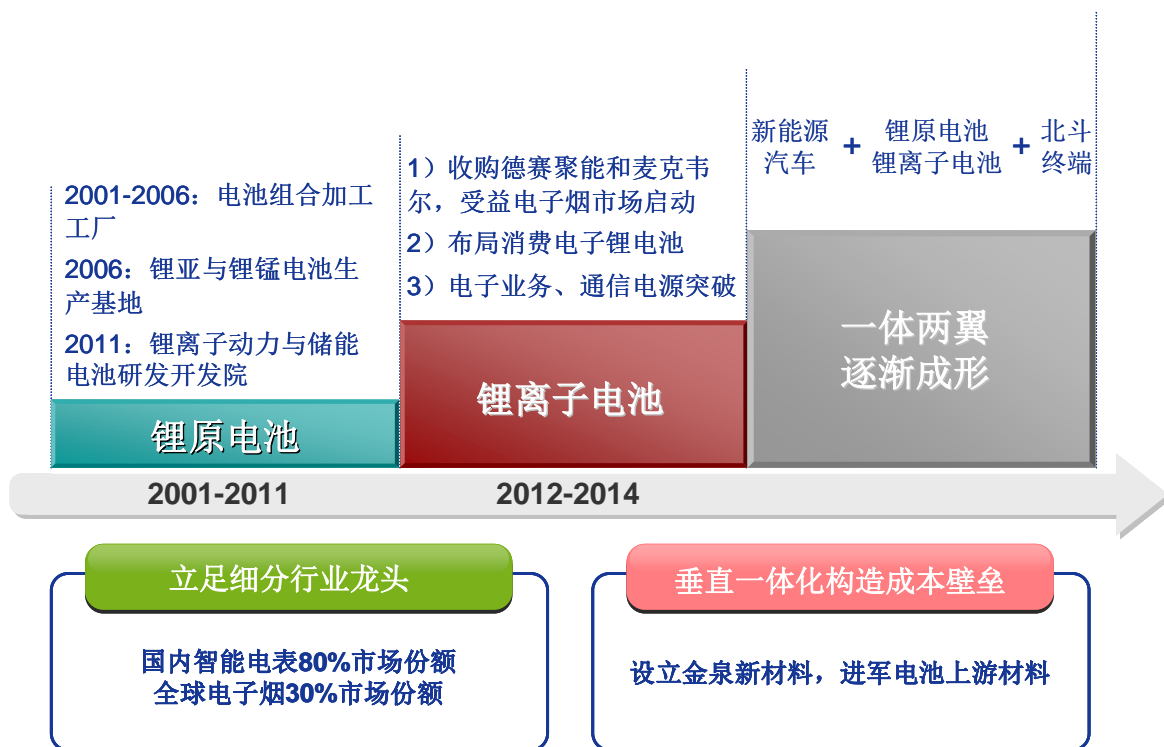 2001-2006：电池组合加工
工厂
2006：锂亚与锂锰电池生
产基地
2011：锂离子动力与储能
电池研发开发院
锂原电池
2001-2011
1）收购德赛聚能和麦克韦
尔，受益电子烟市场启动
2）布局消费电子锂电池
3）电子业务、通信电源突破
锂离子电池
2012-2014
新能源
汽车
+
锂原电池
锂离子电池
+
北斗
终端
一体两翼
逐渐成形
立足细分行业龙头
国内智能电表80%市场份额
全球电子烟30%市场份额
垂直一体化构造成本壁垒
设立金泉新材料，进军电池上游材料